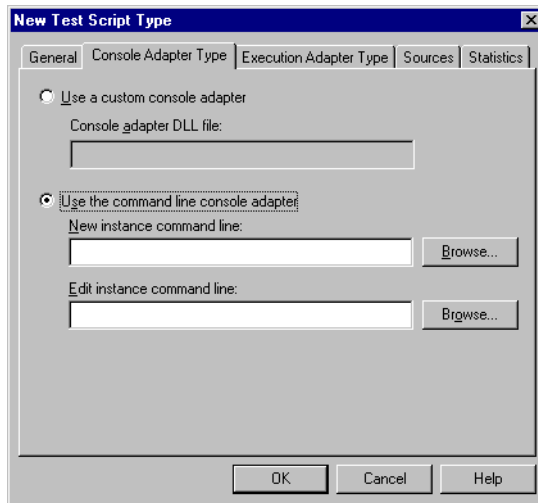 New Test Script Type
General Console Adapter Type Execution Adapter Type Sources Statistics
Use a custom console adapter
Console adapter DLL file:
Use the command line console adapter
New instance command line:
Browse...
Edit instance command line:
Browse...
OK Cancel Help